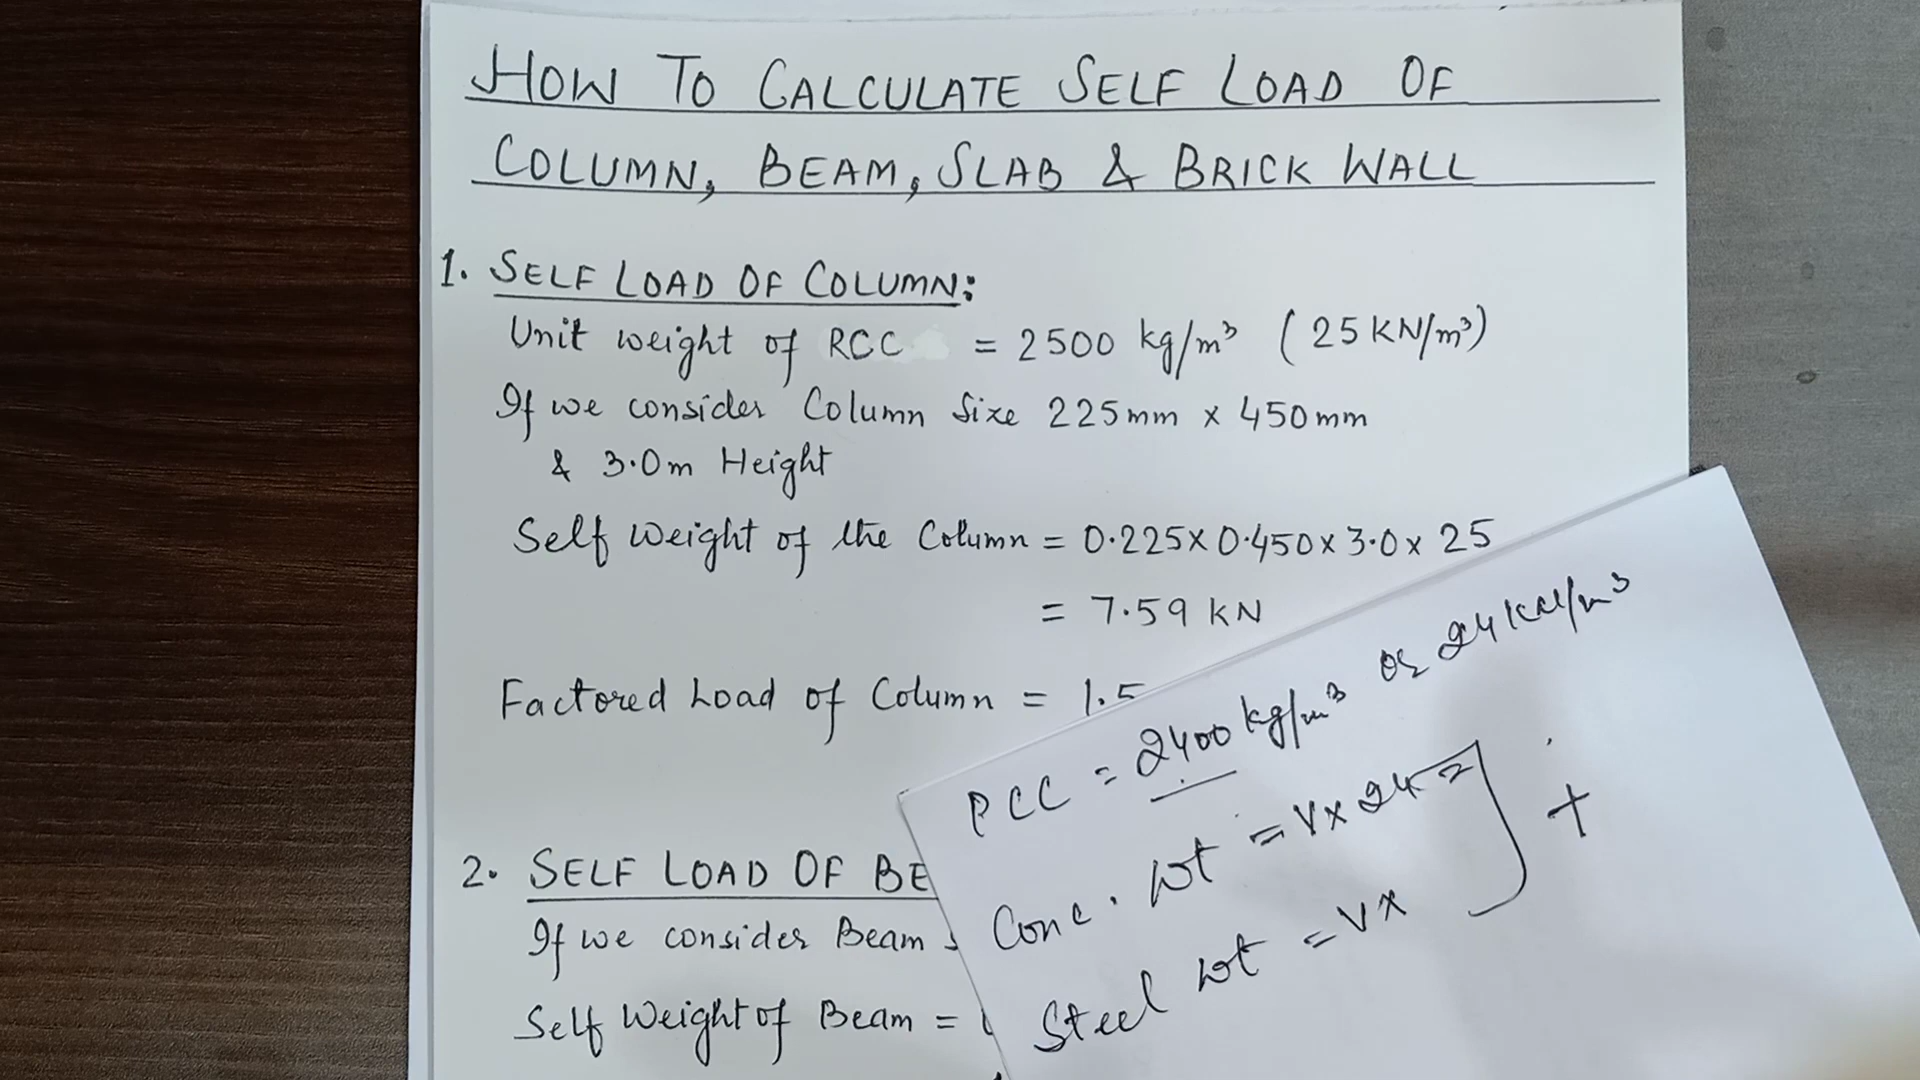 HOW TO CALCULATE SELF LOAD OF
COLUMN, BEAM, SLAB & BRICK WALL
1. SELF LOAD OF COLUMN:
Unit weight of RCC = 2500 kg/m³ (25 KN/m³)
If we consider Column Size 225mm x 450mm
& 3.0m Height
Self Weight of the Column = 0.225 x 0.450 x 3.0 x 25
= 7.59 KN
Factored Load of Column = 1.5
2. SELF LOAD OF BE
If we consider Beam
Self Weight of Beam =
PCC = 2400 kg/m³ or 24 KN/m³
Conc. wt = V x 24 =
+
Steel wt = V x